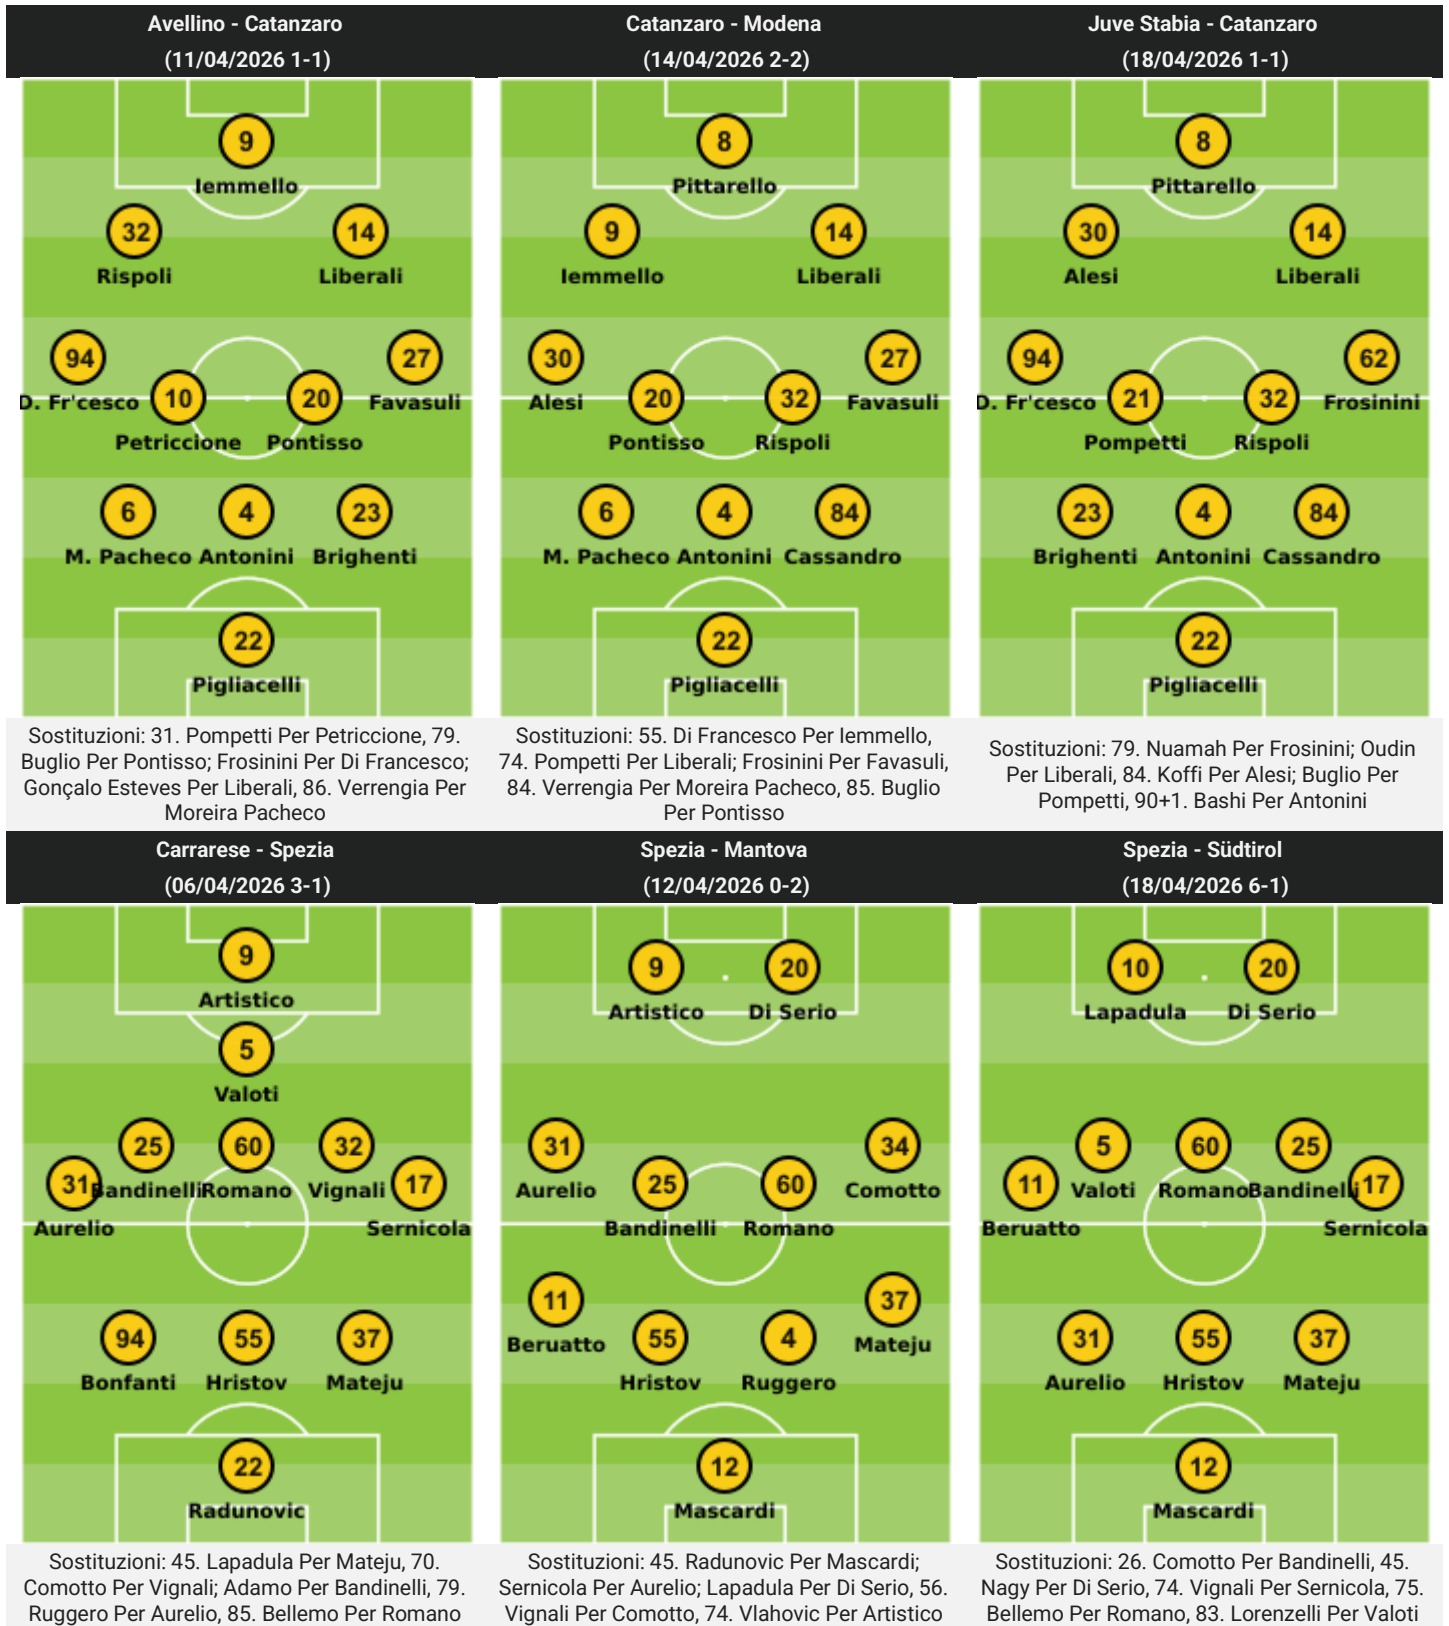 Avellino - Catanzaro
(11/04/2026 1-1)
9
Iemmello
32
14
Rispoli
Liberali
94
27
D. Fr'cesco
10
20
Favasuli
Petriccione
Pontisso
6
4
23
M. Pacheco
Antonini
Brighenti
22
Pigliacelli
Sostituzioni: 31. Pompetti Per Petriccione, 79.
Buglio Per Pontisso; Frosinini Per Di Francesco;
Gonçalo Esteves Per Liberali, 86. Verrengia Per
Moreira Pacheco
Catanzaro - Modena
(14/04/2026 2-2)
8
Pittarello
9
14
Iemmello
Liberali
30
27
Alesi
20
32
Favasuli
Pontisso
Rispoli
6
4
84
M. Pacheco
Antonini
Cassandro
22
Pigliacelli
Sostituzioni: 55. Di Francesco Per Iemmello,
74. Pompetti Per Liberali; Frosinini Per Favasuli,
84. Verrengia Per Moreira Pacheco, 85. Buglio
Per Pontisso
Juve Stabia - Catanzaro
(18/04/2026 1-1)
8
Pittarello
30
14
Alesi
Liberali
94
62
D. Fr'cesco
21
32
Frosinini
Pompetti
Rispoli
23
4
84
Brighenti
Antonini
Cassandro
22
Pigliacelli
Sostituzioni: 79. Nuamah Per Frosinini; Oudin
Per Liberali, 84. Koffi Per Alesi; Buglio Per
Pompetti, 90+1. Bashi Per Antonini
Carrarese - Spezia
(06/04/2026 3-1)
9
Artistico
5
Valoti
25
60
32
31
Bandinelli
Romano
Vignali
17
Aurelio
Sernicola
94
55
37
Bonfanti
Hristov
Mateju
22
Radunovic
Sostituzioni: 45. Lapadula Per Mateju, 70.
Comotto Per Vignali; Adamo Per Bandinelli, 79.
Ruggero Per Aurelio, 85. Bellemo Per Romano
Spezia - Mantova
(12/04/2026 0-2)
9
20
Artistico
Di Serio
31
34
Aurelio
25
60
Comotto
Bandinelli
Romano
11
37
Beruatto
55
4
Mateju
Hristov
Ruggero
12
Mascardi
Sostituzioni: 45. Radunovic Per Mascardi;
Sernicola Per Aurelio; Lapadula Per Di Serio, 56.
Vignali Per Comotto, 74. Vlahovic Per Artistico
Spezia - Südtirol
(18/04/2026 6-1)
10
20
Lapadula
Di Serio
5
60
25
11
Valoti
Romano
Bandinelli
17
Beruatto
Sernicola
31
55
37
Aurelio
Hristov
Mateju
12
Mascardi
Sostituzioni: 26. Comotto Per Bandinelli, 45.
Nagy Per Di Serio, 74. Vignali Per Sernicola, 75.
Bellemo Per Romano, 83. Lorenzelli Per Valoti